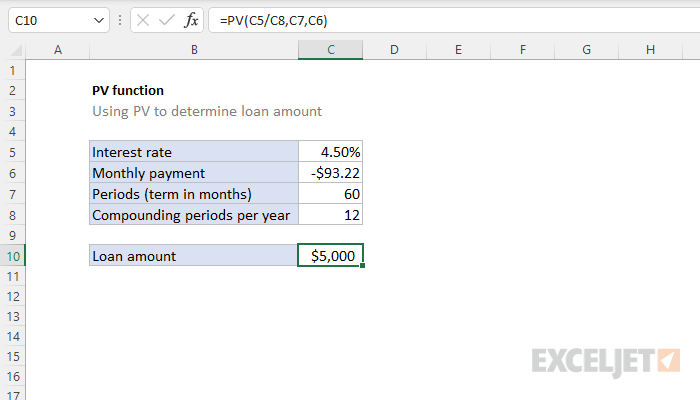 C10 fx =PV(C5/C8,C7,C6)
A B C D E F G H
1
2 PV function
3 Using PV to determine loan amount
4
5 Interest rate 4.50%
6 Monthly payment -$93.22
7 Periods (term in months) 60
8 Compounding periods per year 12
9
10 Loan amount $5,000
11
12
13
14
15
16
17
EXCELJET